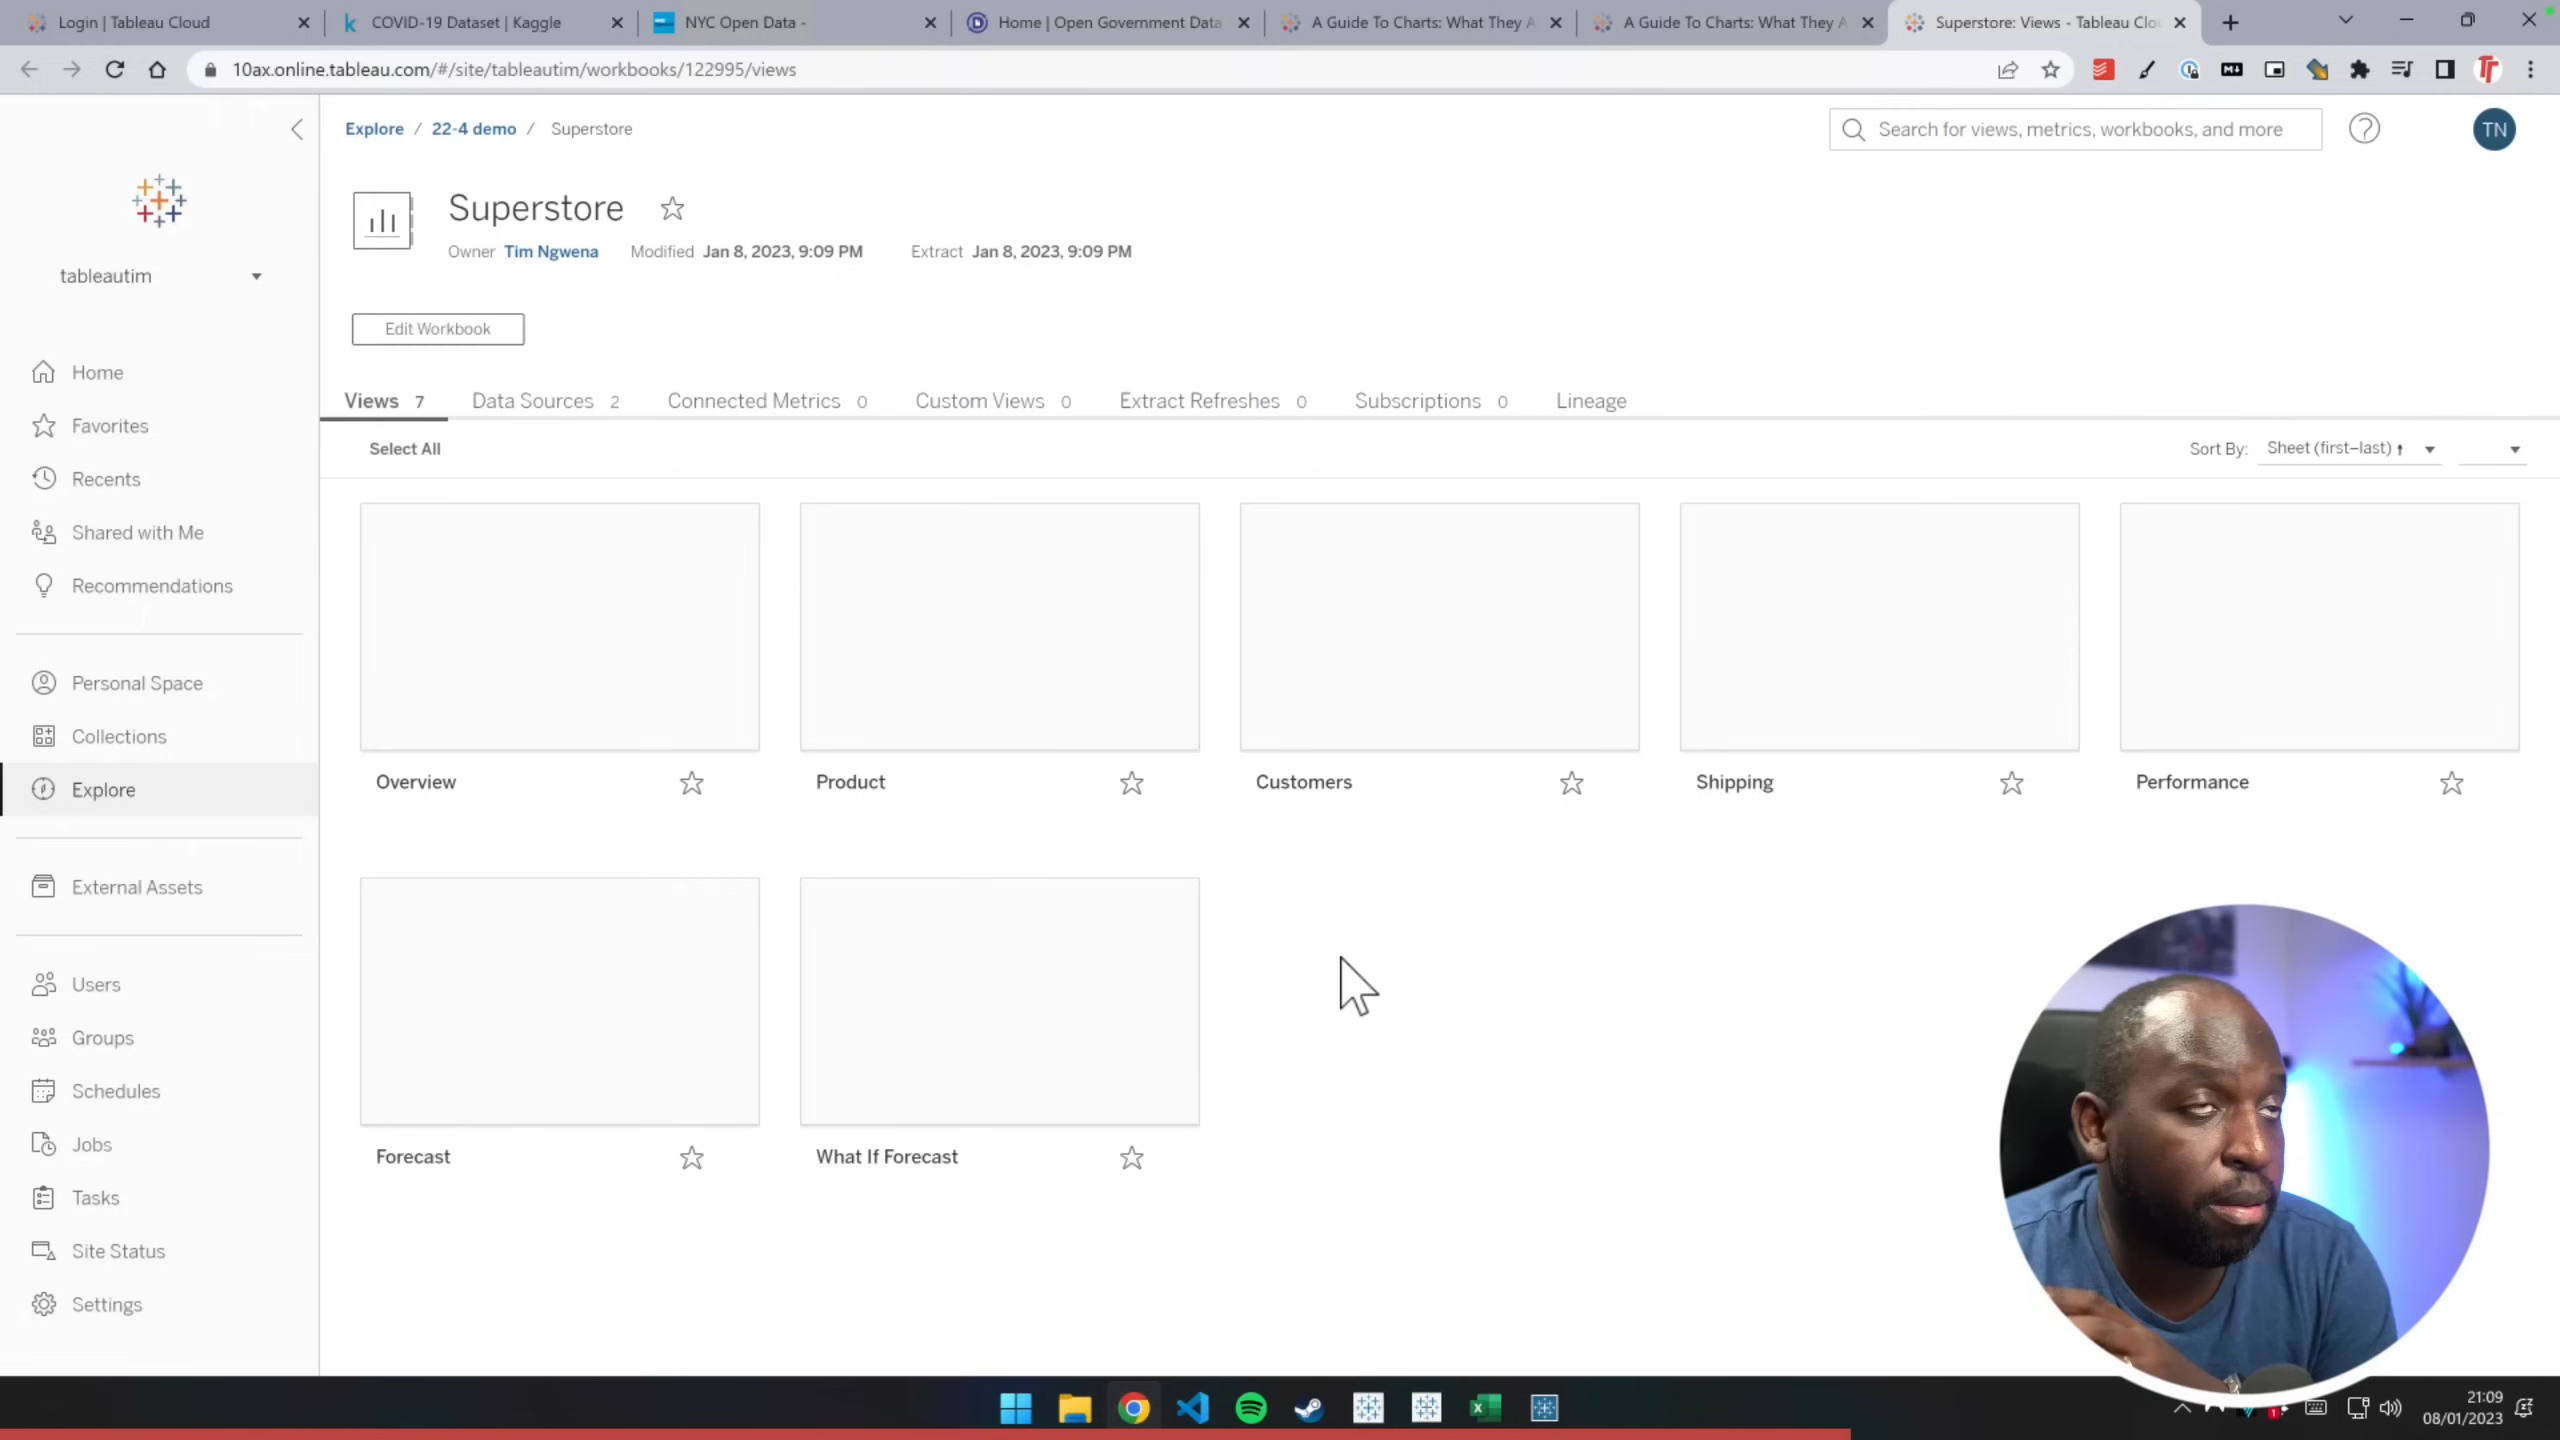 Login | Tableau Cloud
k COVID-19 Dataset | Kaggle
NYC Open Data -
Home | Open Government Data
A Guide To Charts: What They A
A Guide To Charts: What They A
Superstore: Views - Tableau Clo
10ax.online.tableau.com/#/site/tableautim/workbooks/122995/views
Explore / 22-4 demo / Superstore
Search for views, metrics, workbooks, and more
?
TN
Superstore
Owner Tim Ngwena Modified Jan 8, 2023, 9:09 PM Extract Jan 8, 2023, 9:09 PM
tableautim
Edit Workbook
Home
Favorites
Recents
Shared with Me
Recommendations
Personal Space
Collections
Explore
External Assets
Users
Groups
Schedules
Jobs
Tasks
Site Status
Settings
Views 7 Data Sources 2 Connected Metrics 0 Custom Views 0 Extract Refreshes 0 Subscriptions 0 Lineage
Select All
Sort By: Sheet (first–last)
Overview
Product
Customers
Shipping
Performance
Forecast
What If Forecast
21:09
08/01/2023